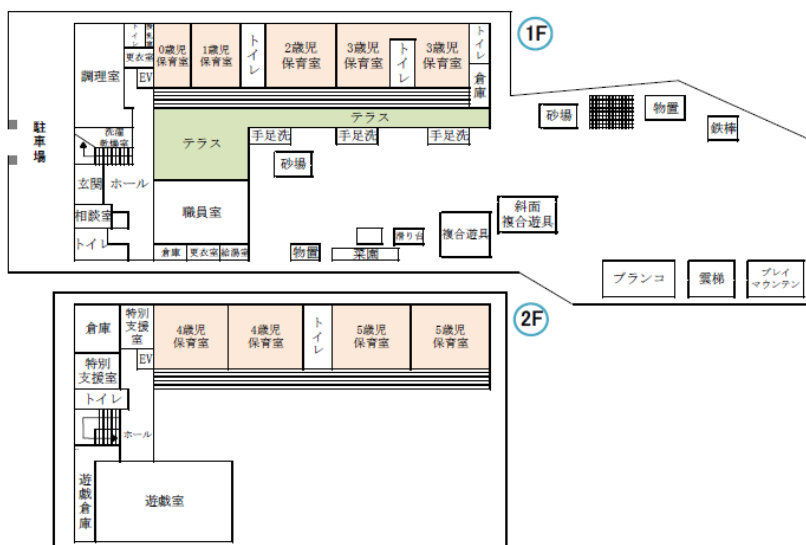 1F
トイレ
更衣室
EV
0歳児
保育室
1歳児
保育室
トイレ
2歳児
保育室
3歳児
保育室
トイレ
3歳児
保育室
トイレ
倉庫
調理室
テラス
テラス
手足洗
手足洗
手足洗
砂場
物置
鉄棒
駐車場
洗濯
乾燥室
玄関
ホール
砂場
相談室
トイレ
職員室
倉庫
更衣室
給湯室
物置
菜園
滑り台
複合遊具
斜面
複合遊具
ブランコ
雲梯
プレイ
マウンテン
2F
倉庫
特別
支援
室
EV
4歳児
保育室
4歳児
保育室
トイレ
5歳児
保育室
5歳児
保育室
特別
支援室
トイレ
ホール
遊戯倉庫
遊戯室